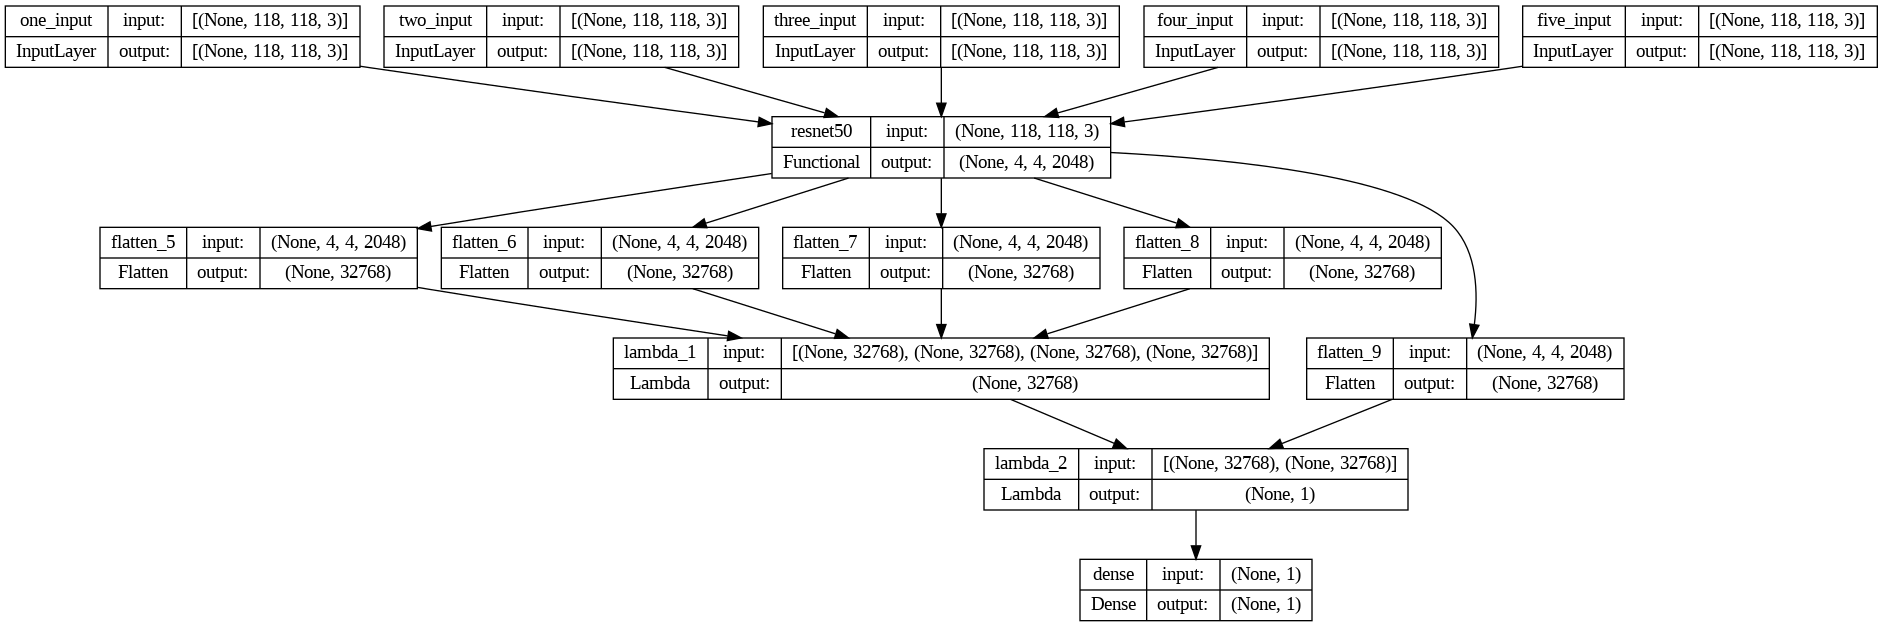 one_input input: [(None, 118, 118, 3)]
InputLayer output: [(None, 118, 118, 3)]
two_input input: [(None, 118, 118, 3)]
InputLayer output: [(None, 118, 118, 3)]
three_input input: [(None, 118, 118, 3)]
InputLayer output: [(None, 118, 118, 3)]
four_input input: [(None, 118, 118, 3)]
InputLayer output: [(None, 118, 118, 3)]
five_input input: [(None, 118, 118, 3)]
InputLayer output: [(None, 118, 118, 3)]
resnet50 input: (None, 118, 118, 3)
Functional output: (None, 4, 4, 2048)
flatten_5 input: (None, 4, 4, 2048)
Flatten output: (None, 32768)
flatten_6 input: (None, 4, 4, 2048)
Flatten output: (None, 32768)
flatten_7 input: (None, 4, 4, 2048)
Flatten output: (None, 32768)
flatten_8 input: (None, 4, 4, 2048)
Flatten output: (None, 32768)
lambda_1 input: [(None, 32768), (None, 32768), (None, 32768), (None, 32768)]
Lambda output: (None, 32768)
flatten_9 input: (None, 4, 4, 2048)
Flatten output: (None, 32768)
lambda_2 input: [(None, 32768), (None, 32768)]
Lambda output: (None, 1)
dense input: (None, 1)
Dense output: (None, 1)